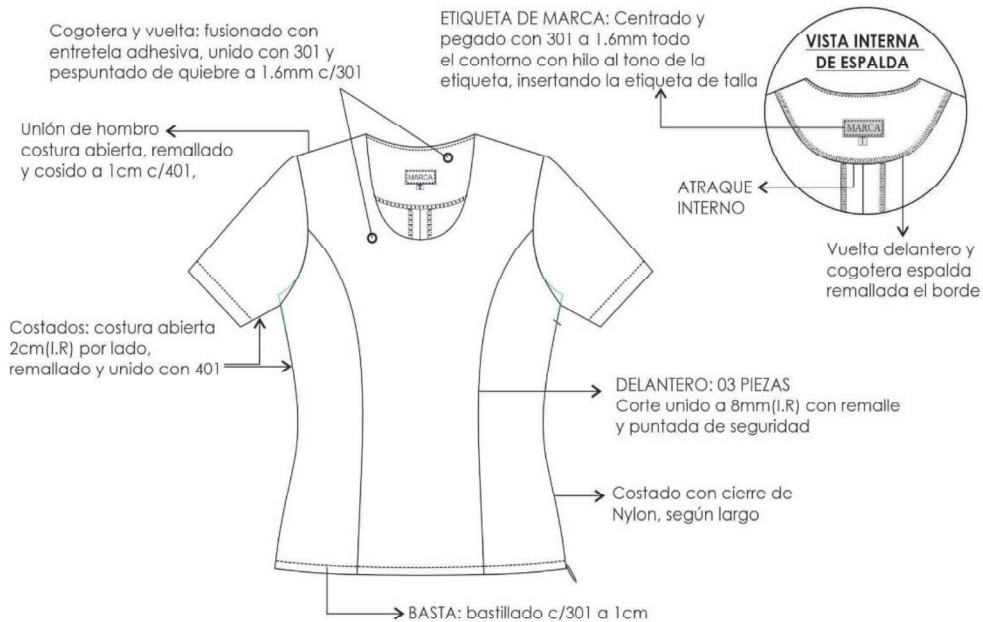 Cogotera y vuelta: fusionado con
entretela adhesiva, unido con 301 y
pespuntado de quiebre a 1.6mm c/301
ETIQUETA DE MARCA: Centrado y
pegado con 301 a 1.6mm todo
el contorno con hilo al tono de la
etiqueta, insertando la etiqueta de talla
VISTA INTERNA
DE ESPALDA
MARCA
T
ATRAQUE
INTERNO
Vuelta delantero y
cogotera espalda
remallada el borde
Unión de hombro
costura abierta, remallado
y cosido a 1cm c/401,
MARCA
T
Costados: costura abierta
2cm(I.R) por lado,
remallado y unido con 401
DELANTERO: 03 PIEZAS
Corte unido a 8mm(I.R) con remalle
y puntada de seguridad
Costado con cierre de
Nylon, según largo
BASTA: bastillado c/301 a 1cm